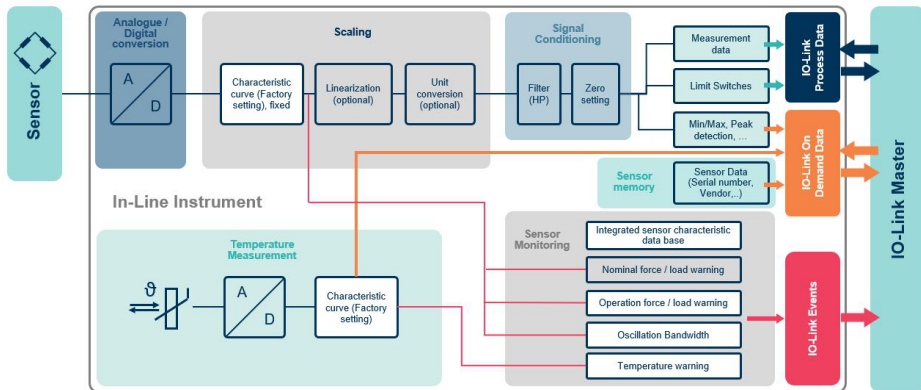 Sensor
Analogue /
Digital
conversion
A
D
Scaling
Characteristic
curve (Factory
setting), fixed
Linearization
(optional)
Unit
conversion
(optional)
Signal
Conditioning
Filter
(HP)
Zero
setting
Measurement
data
Limit Switches
Min/Max, Peak
detection, ...
IO-Link
Process Data
IO-Link On
Demand Data
Sensor
memory
Sensor Data
(Serial number,
Vendor,..)
IO-Link Master
In-Line Instrument
Temperature
Measurement
ϑ
A
D
Characteristic
curve (Factory
setting)
Sensor
Monitoring
Integrated sensor characteristic
data base
Nominal force / load warning
Operation force / load warning
Oscillation Bandwidth
Temperature warning
IO-Link Events